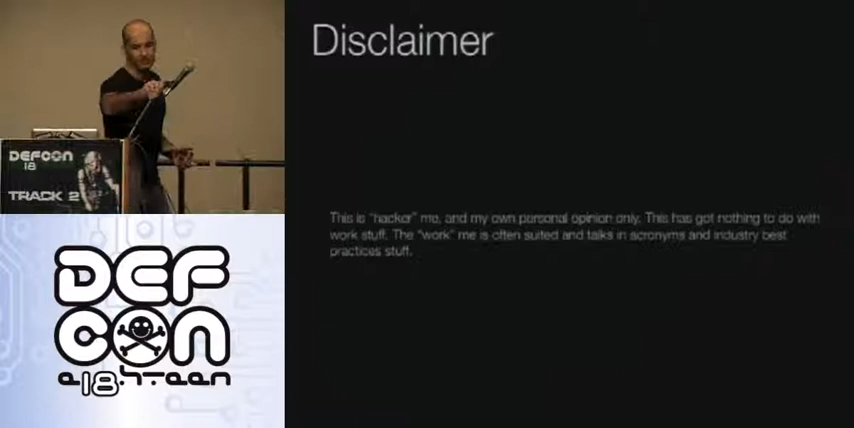 Disclaimer
This is "hacker" me, and my own personal opinion only. This has got nothing to do with
work stuff. The "work" me is often suited and talks in acronyms and industry best
practices stuff.
DEFCON
18
TRACK 2
DEF
CON
e18hteen